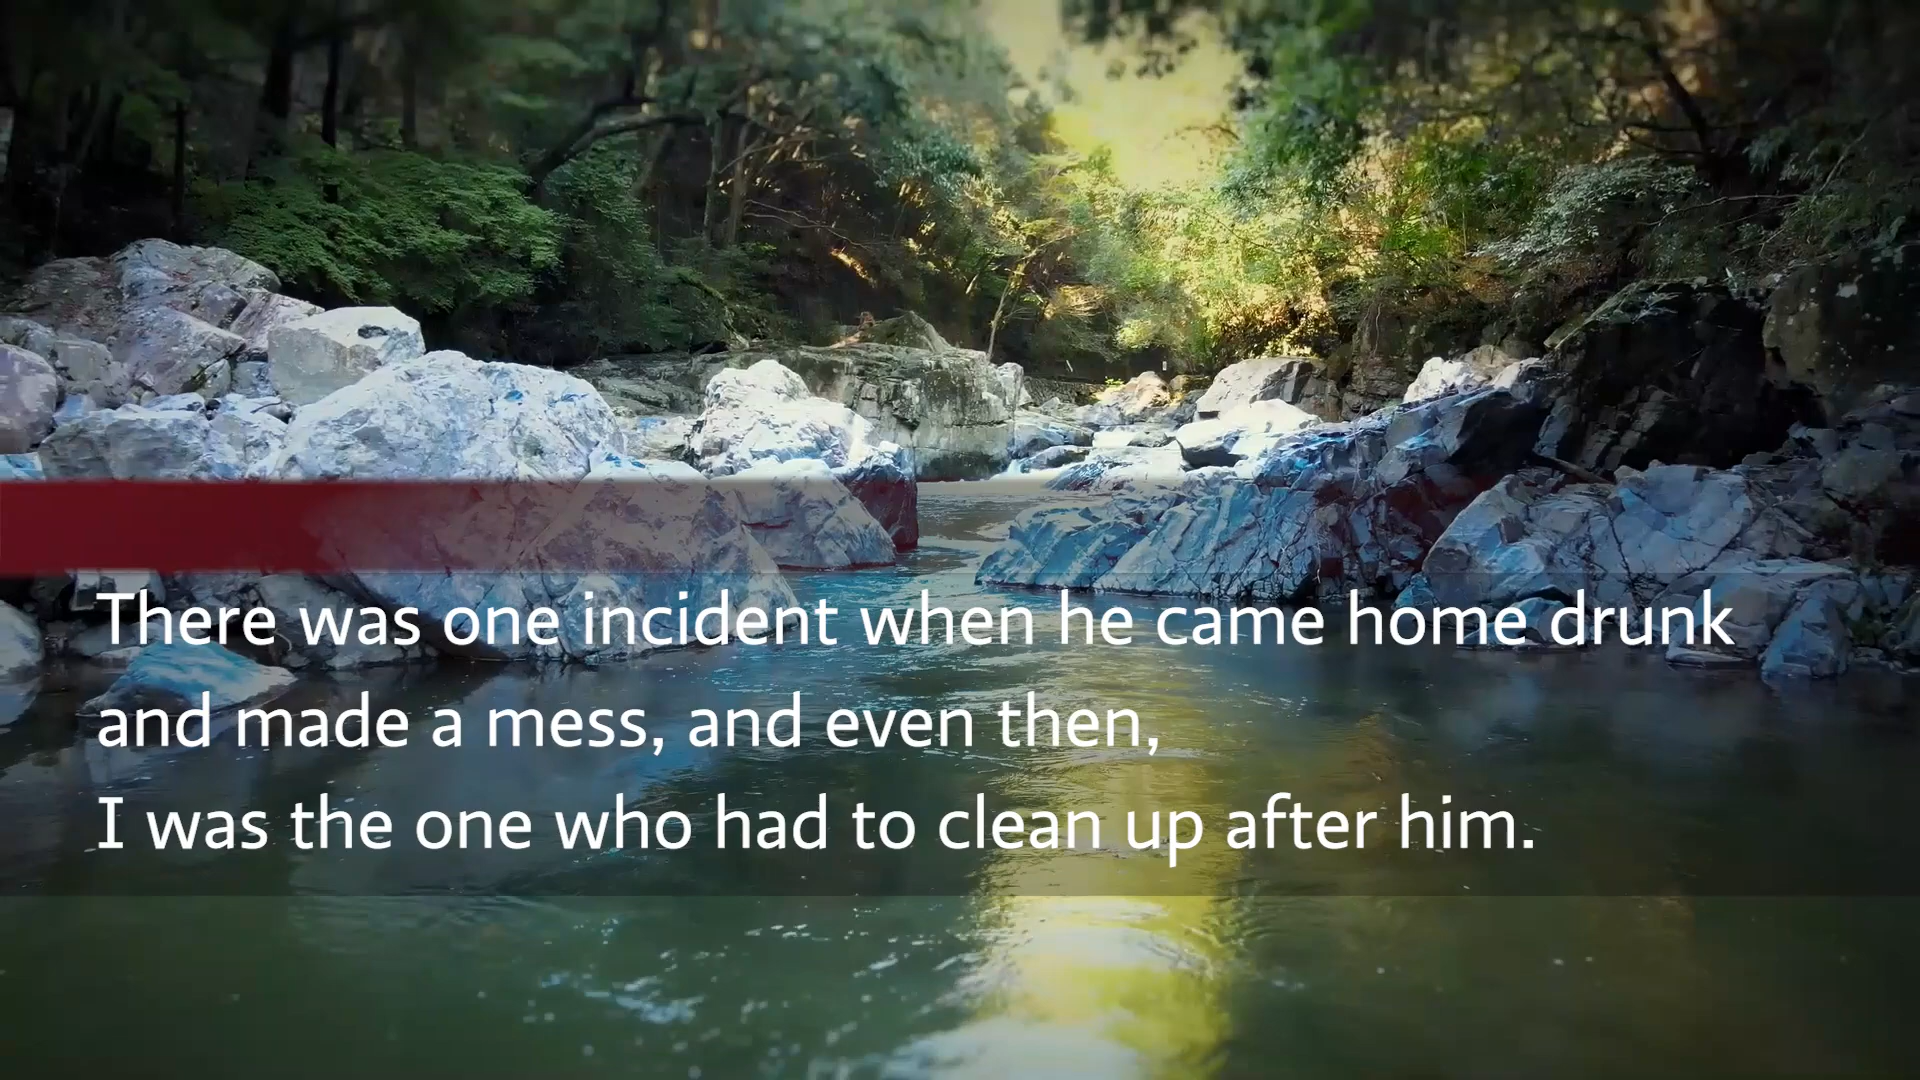 There was one incident when he came home drunk
and made a mess, and even then,
I was the one who had to clean up after him.